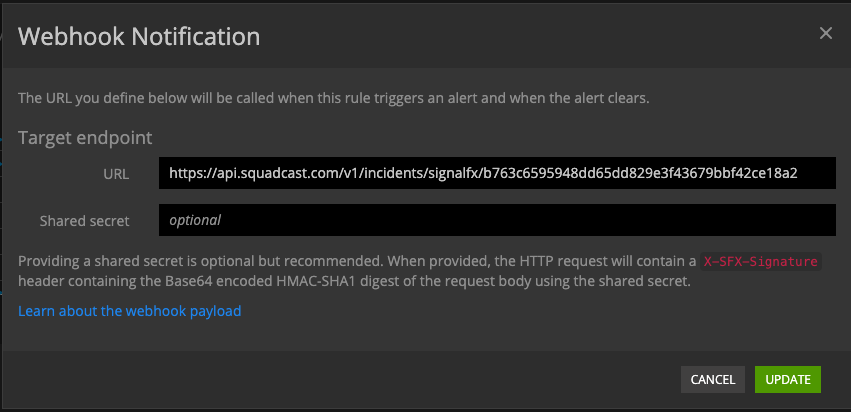 Webhook Notification
The URL you define below will be called when this rule triggers an alert and when the alert clears.
Target endpoint
URL https://api.squadcast.com/v1/incidents/signalfx/b763c6595948dd65dd829e3f43679bbf42ce18a2
Shared secret optional
Providing a shared secret is optional but recommended. When provided, the HTTP request will contain a X-SFX-Signature
header containing the Base64 encoded HMAC-SHA1 digest of the request body using the shared secret.
Learn about the webhook payload
CANCEL UPDATE